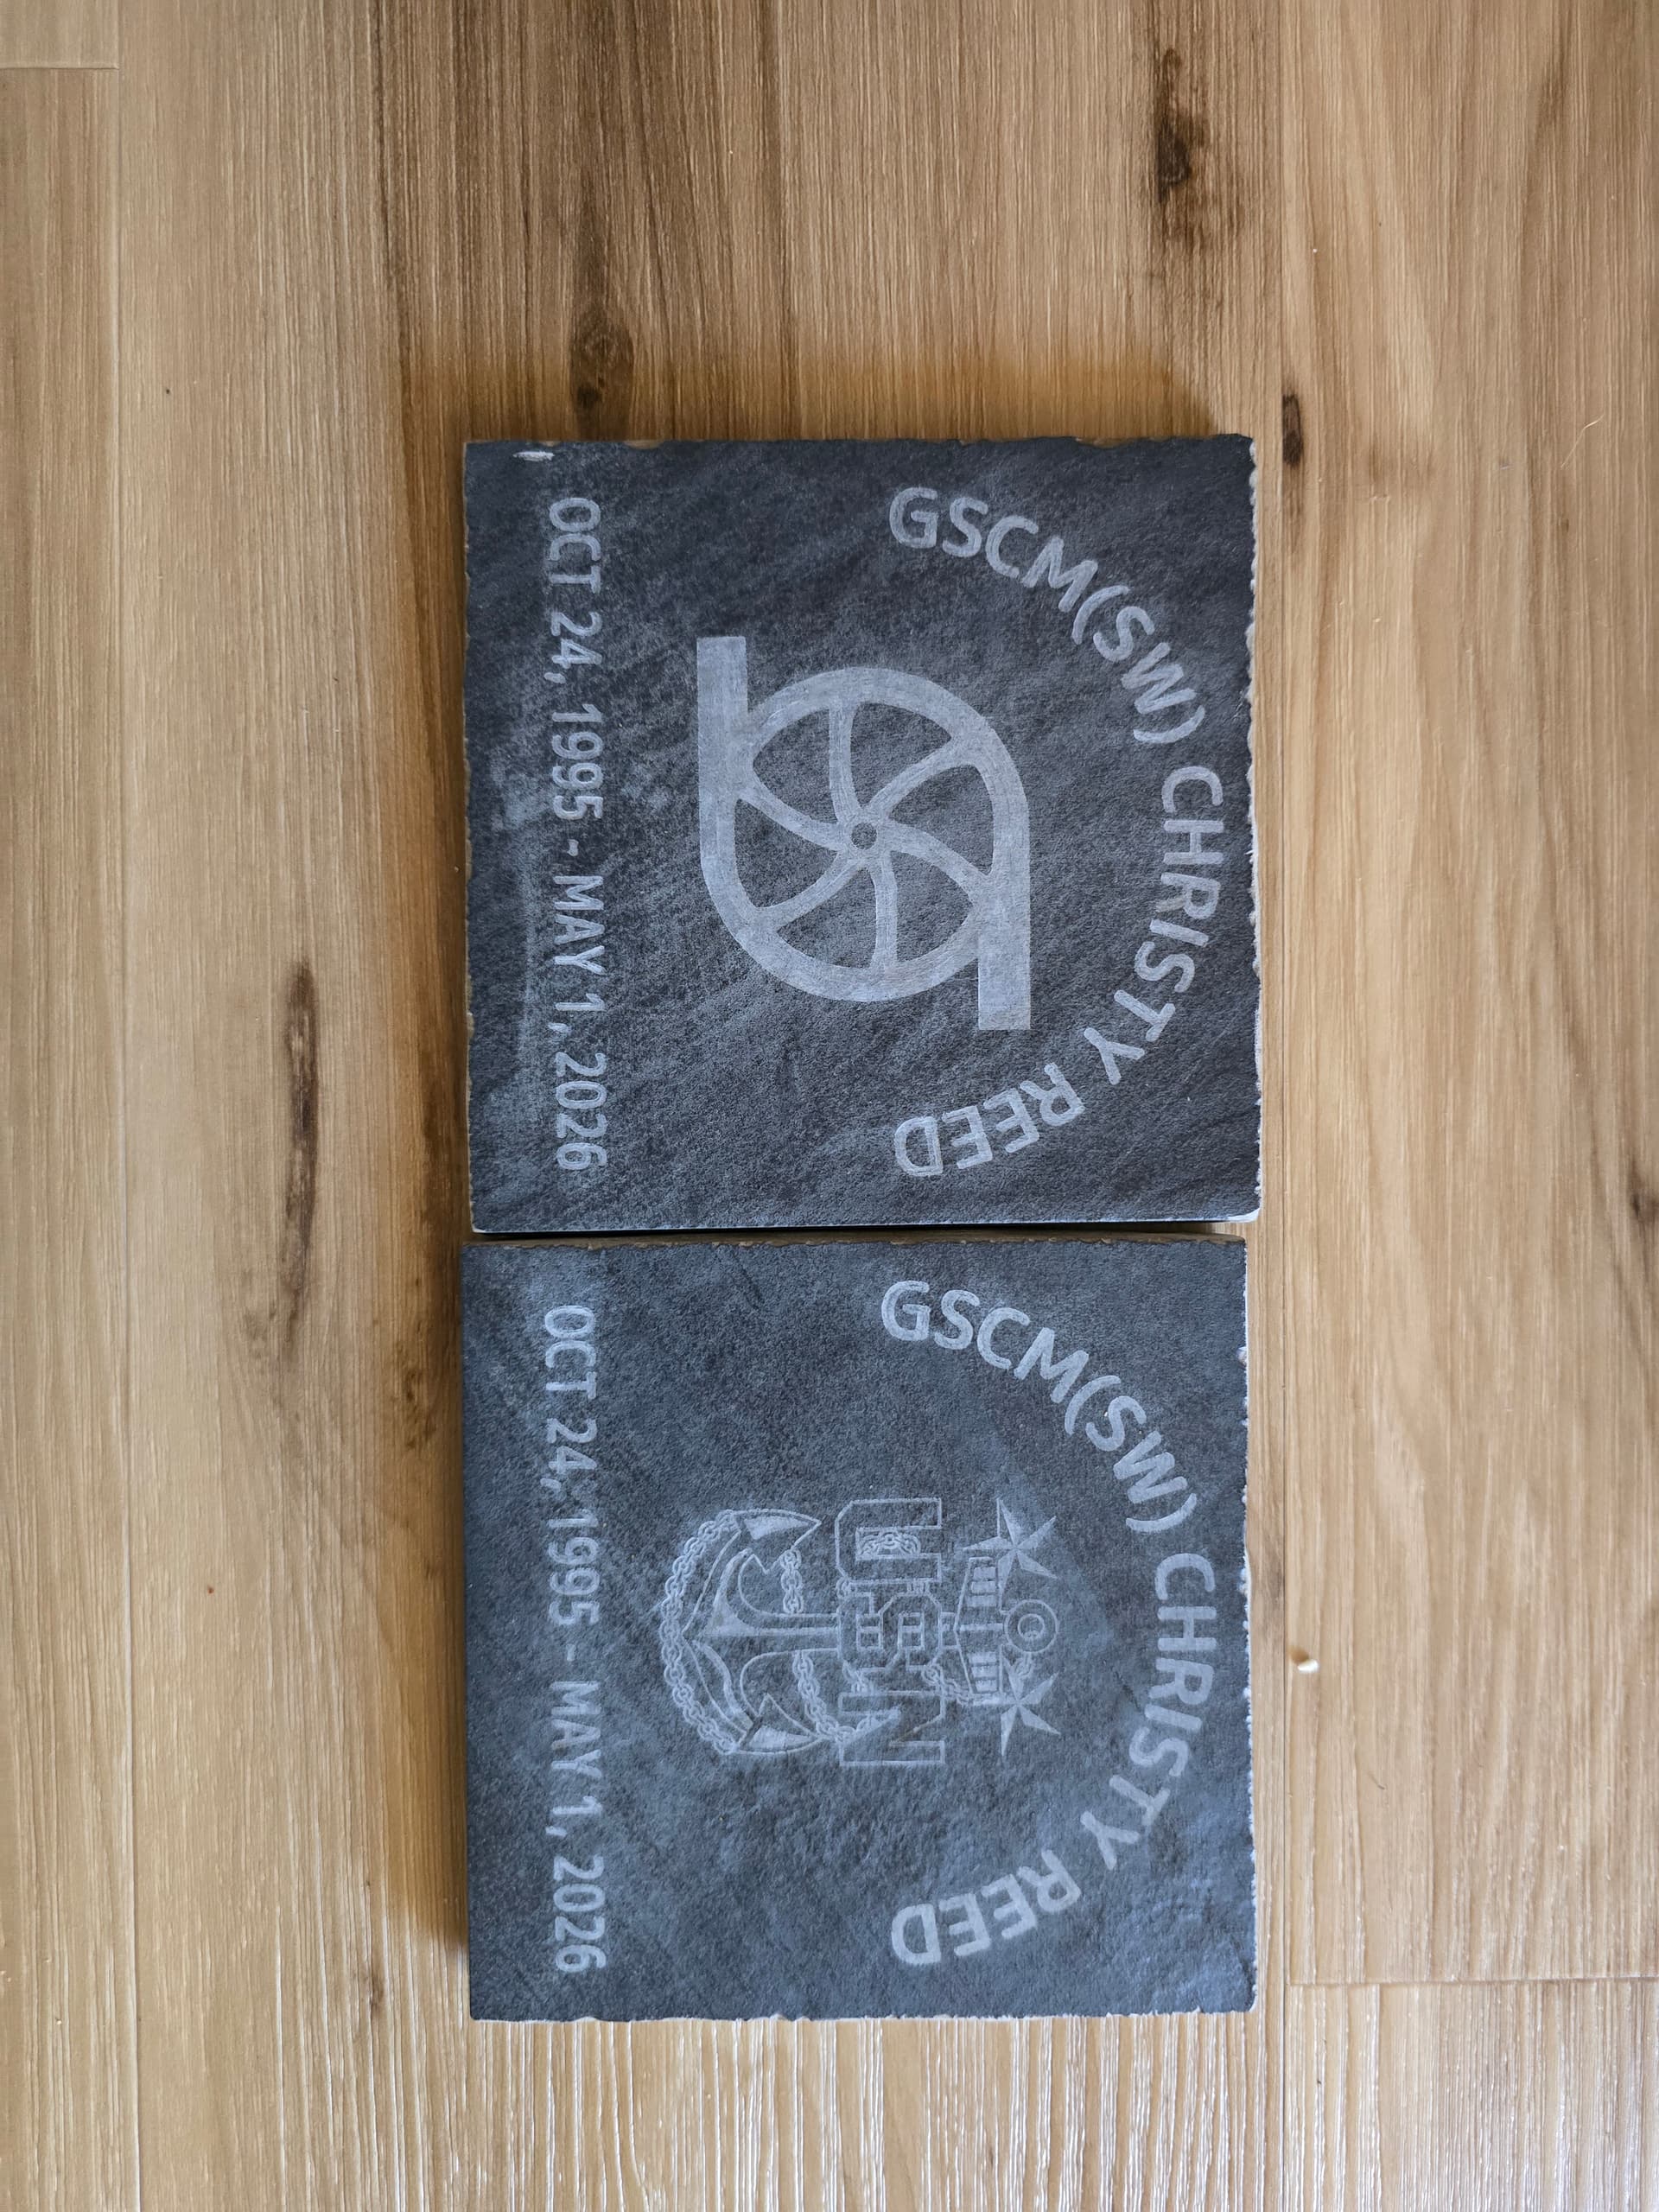 GSCM(SW) CHRISTY REED
OCT 24, 1995 - MAY 1, 2026
GSCM(SW) CHRISTY REED
USN
OCT 24, 1995 - MAY 1, 2026